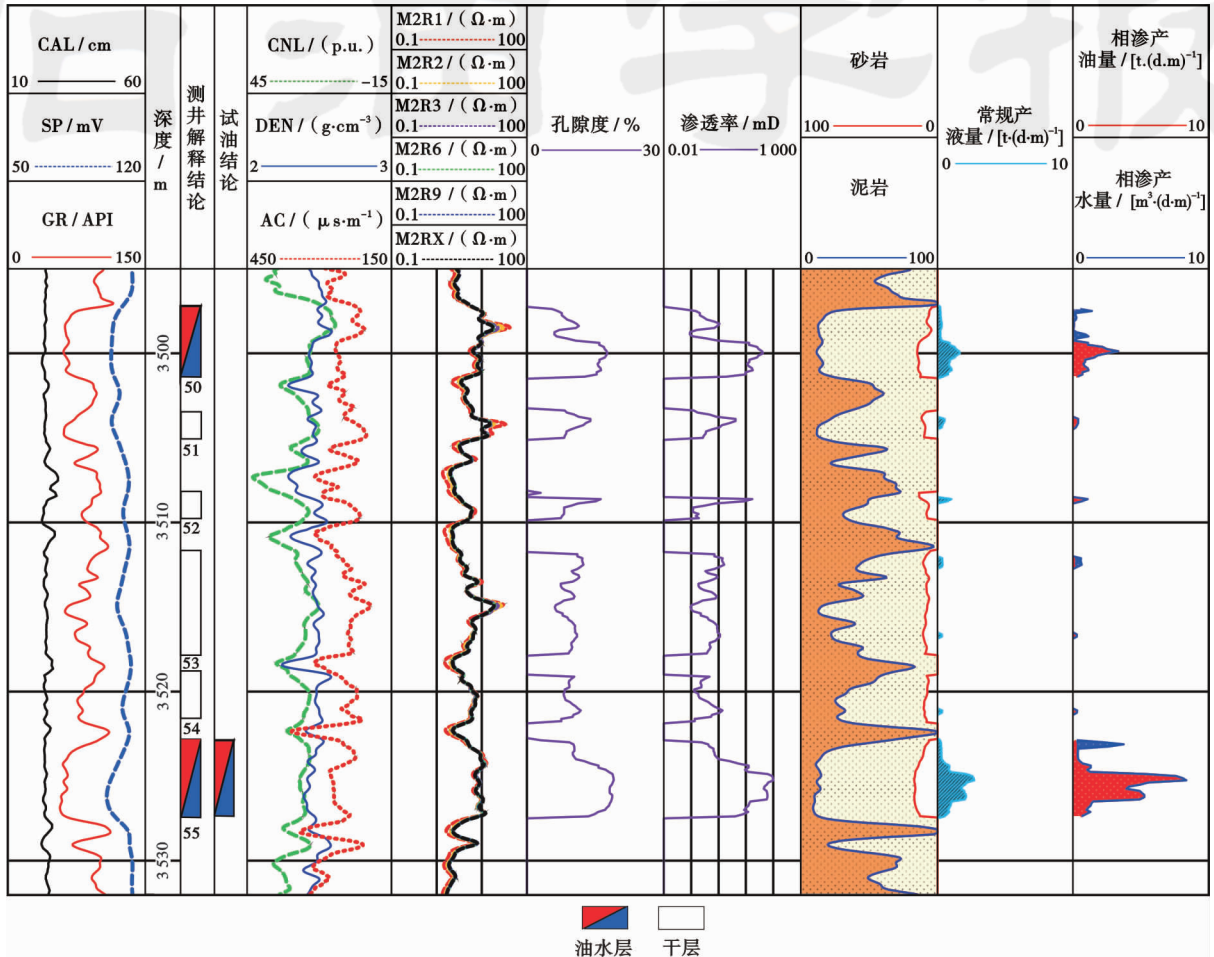 CAL / cm
10 60
SP / mV
50 120
GR / API
0 150
深度 / m
测井解释结论
试油结论
CNL / ( p.u. )
45 -15
DEN / ( g·cm⁻³ )
2 3
AC / ( μs·m⁻¹ )
450 150
M2R1 / ( Ω·m )
0.1 100
M2R2 / ( Ω·m )
0.1 100
M2R3 / ( Ω·m )
0.1 100
M2R6 / ( Ω·m )
0.1 100
M2R9 / ( Ω·m )
0.1 100
M2RX / ( Ω·m )
0.1 100
孔隙度 / %
0 30
渗透率 / mD
0.01 1 000
砂岩
100 0
泥岩
0 100
常规产
液量 / [t·(d·m)⁻¹]
0 10
相渗产
油量 / [t.(d.m)⁻¹]
0 10
相渗产
水量 / [m³·(d·m)⁻¹]
0 10
3 500
3 510
3 520
3 530
50
51
52
53
54
55
油水层
干层